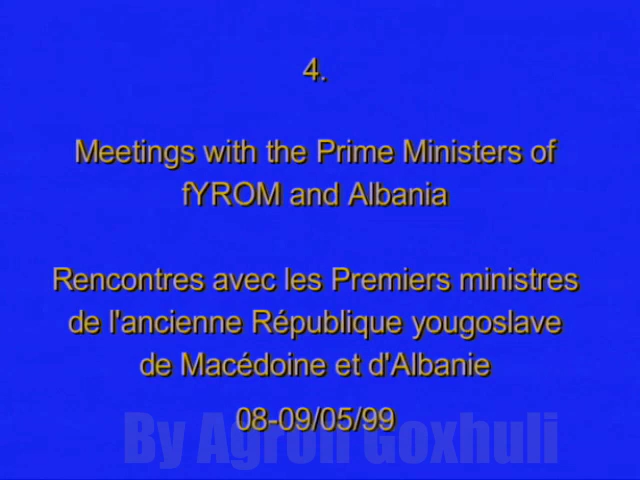 4.
Meetings with the Prime Ministers of
fYROM and Albania
Rencontres avec les Premiers ministres
de l'ancienne République yougoslave
de Macédoine et d'Albanie
08-09/05/99
By Agron Goxhuli